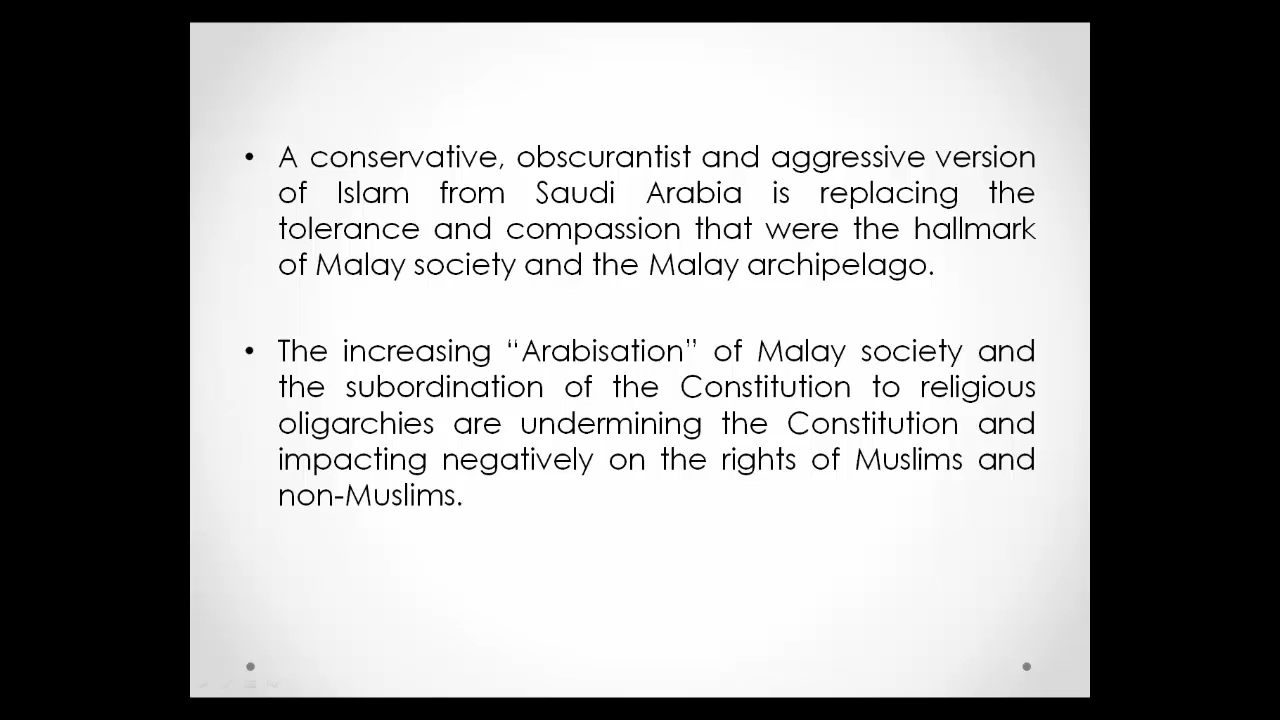 • A conservative, obscurantist and aggressive version
of Islam from Saudi Arabia is replacing the
tolerance and compassion that were the hallmark
of Malay society and the Malay archipelago.
• The increasing “Arabisation” of Malay society and
the subordination of the Constitution to religious
oligarchies are undermining the Constitution and
impacting negatively on the rights of Muslims and
non-Muslims.